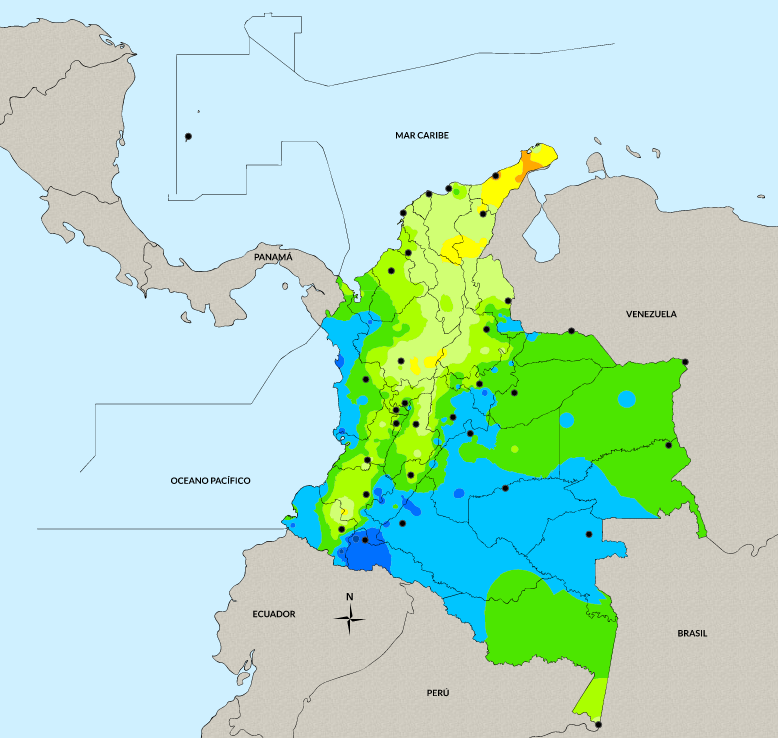 MAR CARIBE
PANAMÁ
VENEZUELA
OCEANO PACÍFICO
N
ECUADOR
BRASIL
PERÚ